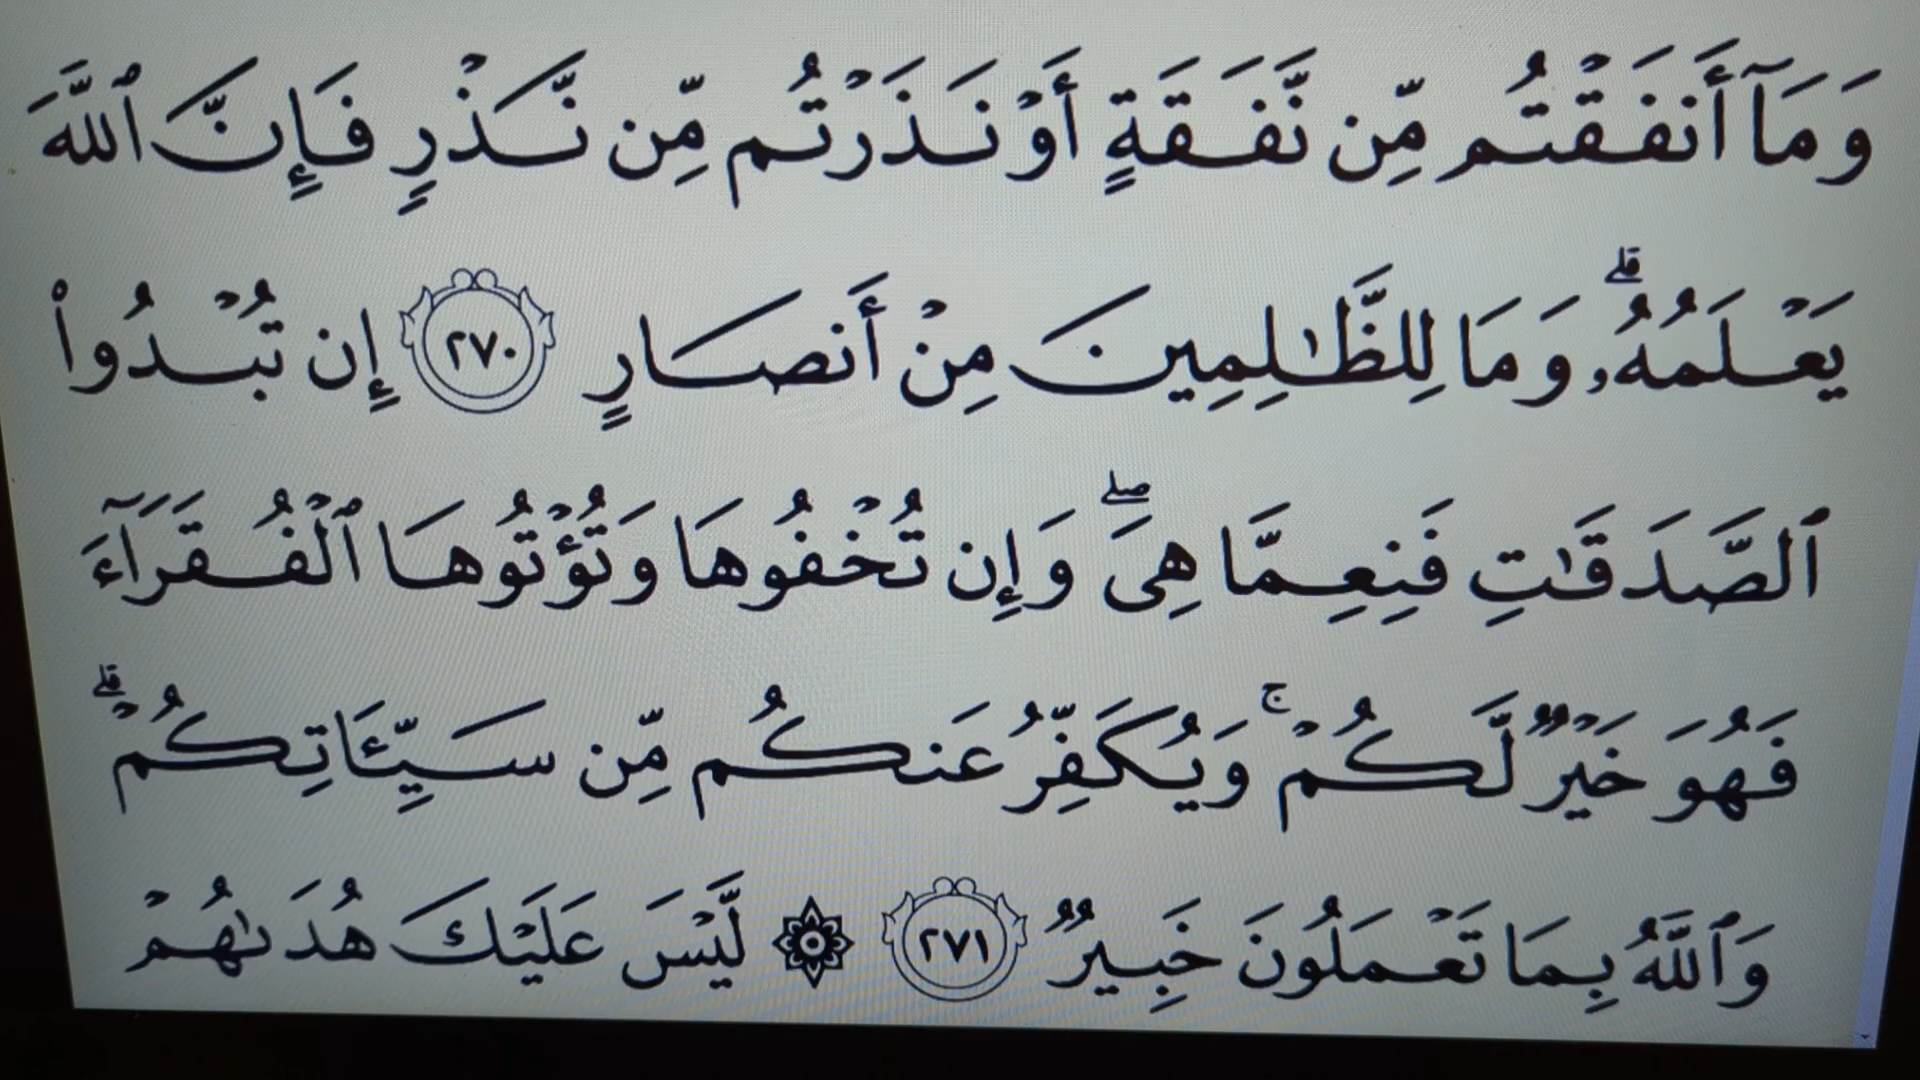 وَمَآ أَنفَقْتُم مِّن نَّفَقَةٍ أَوْ نَذَرْتُم مِّن نَّذْرٍ فَإِنَّ ٱللَّهَ
يَعْلَمُهُۥ ۗ وَمَا لِلظَّٰلِمِينَ مِنْ أَنصَارٍ ٢٧٠ إِن تُبْدُوا۟
ٱلصَّدَقَٰتِ فَنِعِمَّا هِىَ ۖ وَإِن تُخْفُوهَا وَتُؤْتُوهَا ٱلْفُقَرَآءَ
فَهُوَ خَيْرٌ لَّكُمْ ۚ وَيُكَفِّرُ عَنكُم مِّن سَيِّـَٔاتِكُمْ ۗ
وَٱللَّهُ بِمَا تَعْمَلُونَ خَبِيرٌ ٢٧١ ۞ لَّيْسَ عَلَيْكَ هُدَىٰهُمْ